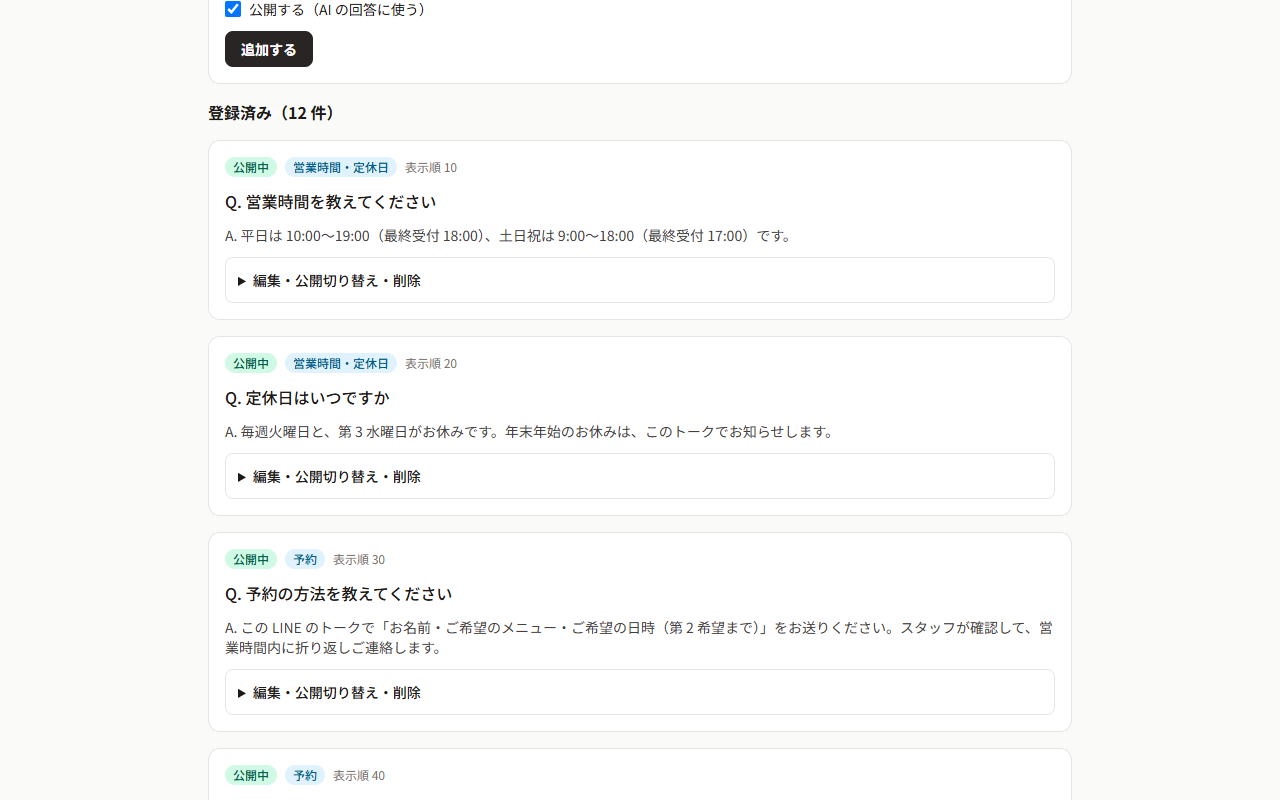 公開する（AI の回答に使う）
追加する
登録済み（12 件）
公開中 営業時間・定休日 表示順 10
Q. 営業時間を教えてください
A. 平日は 10:00〜19:00（最終受付 18:00）、土日祝は 9:00〜18:00（最終受付 17:00）です。
▶ 編集・公開切り替え・削除
公開中 営業時間・定休日 表示順 20
Q. 定休日はいつですか
A. 毎週火曜日と、第 3 水曜日がお休みです。年末年始のお休みは、このトークでお知らせします。
▶ 編集・公開切り替え・削除
公開中 予約 表示順 30
Q. 予約の方法を教えてください
A. この LINE のトークで「お名前・ご希望のメニュー・ご希望の日時（第 2 希望まで）」をお送りください。スタッフが確認して、営
業時間内に折り返しご連絡します。
▶ 編集・公開切り替え・削除
公開中 予約 表示順 40